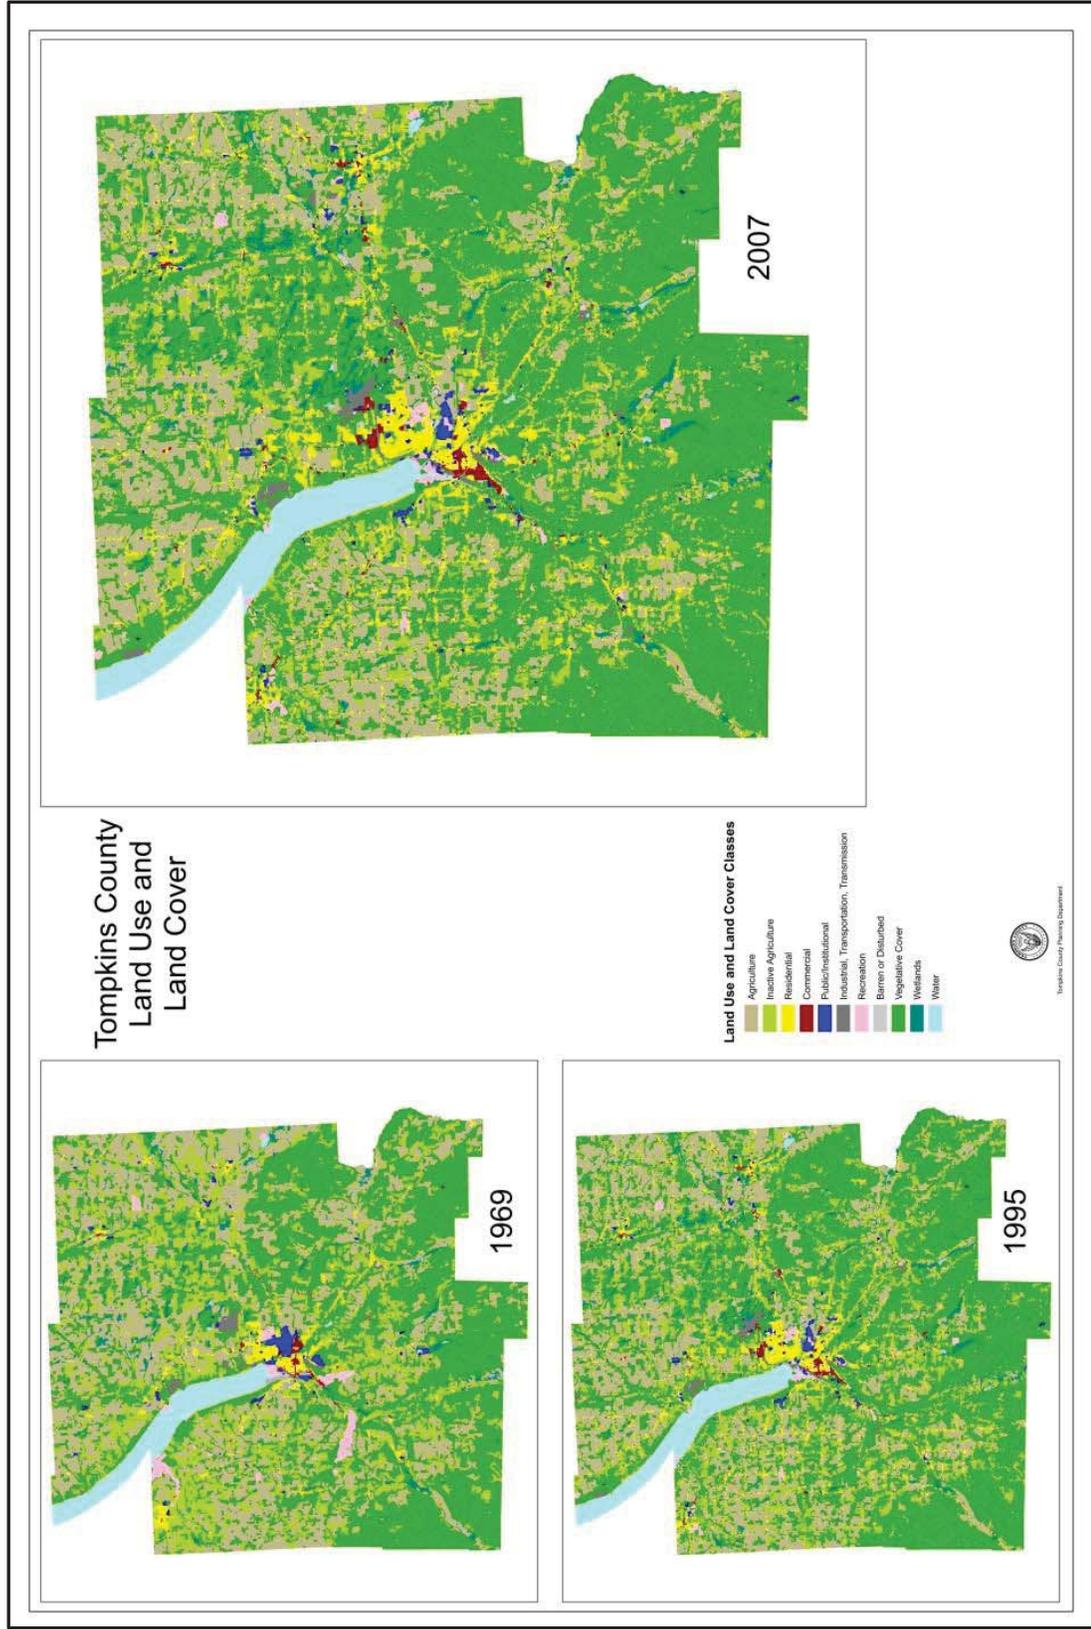 Tompkins County
Land Use and
Land Cover
1969
1995
2007
Land Use and Land Cover Classes
Agriculture
Inactive Agriculture
Residential
Commercial
Public/Institutional
Industrial, Transportation, Transmission
Recreation
Barren or Disturbed
Vegetative Cover
Wetlands
Water
Tompkins County Planning Department